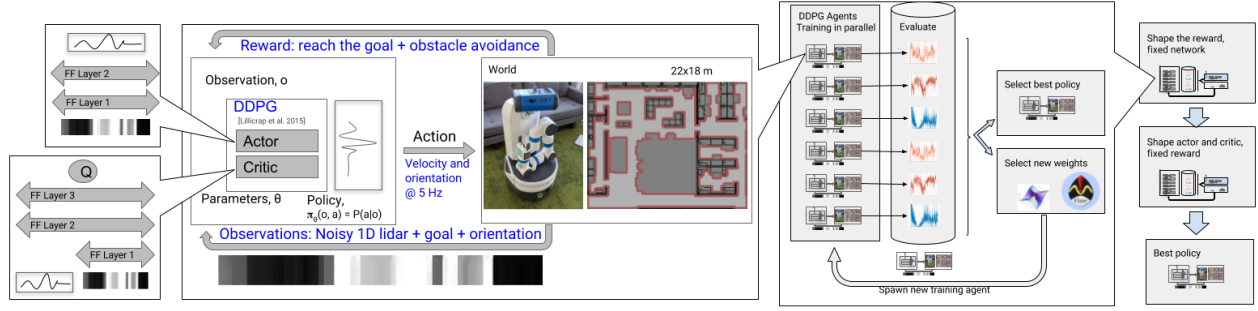 FF Layer 2
FF Layer 1
Q
FF Layer 3
FF Layer 2
FF Layer 1
Reward: reach the goal + obstacle avoidance
Observation, o
DDPG
[Lillicrap et al. 2015]
Actor
Critic
Parameters, θ
Policy,
πθ(o, a) = P(a|o)
Action
Velocity and
orientation
@ 5 Hz
World
22x18 m
Observations: Noisy 1D lidar + goal + orientation
DDPG Agents
Training in parallel
Evaluate
Select best policy
Select new weights
Spawn new training agent
Shape the reward,
fixed network
Shape actor and critic,
fixed reward
Best policy